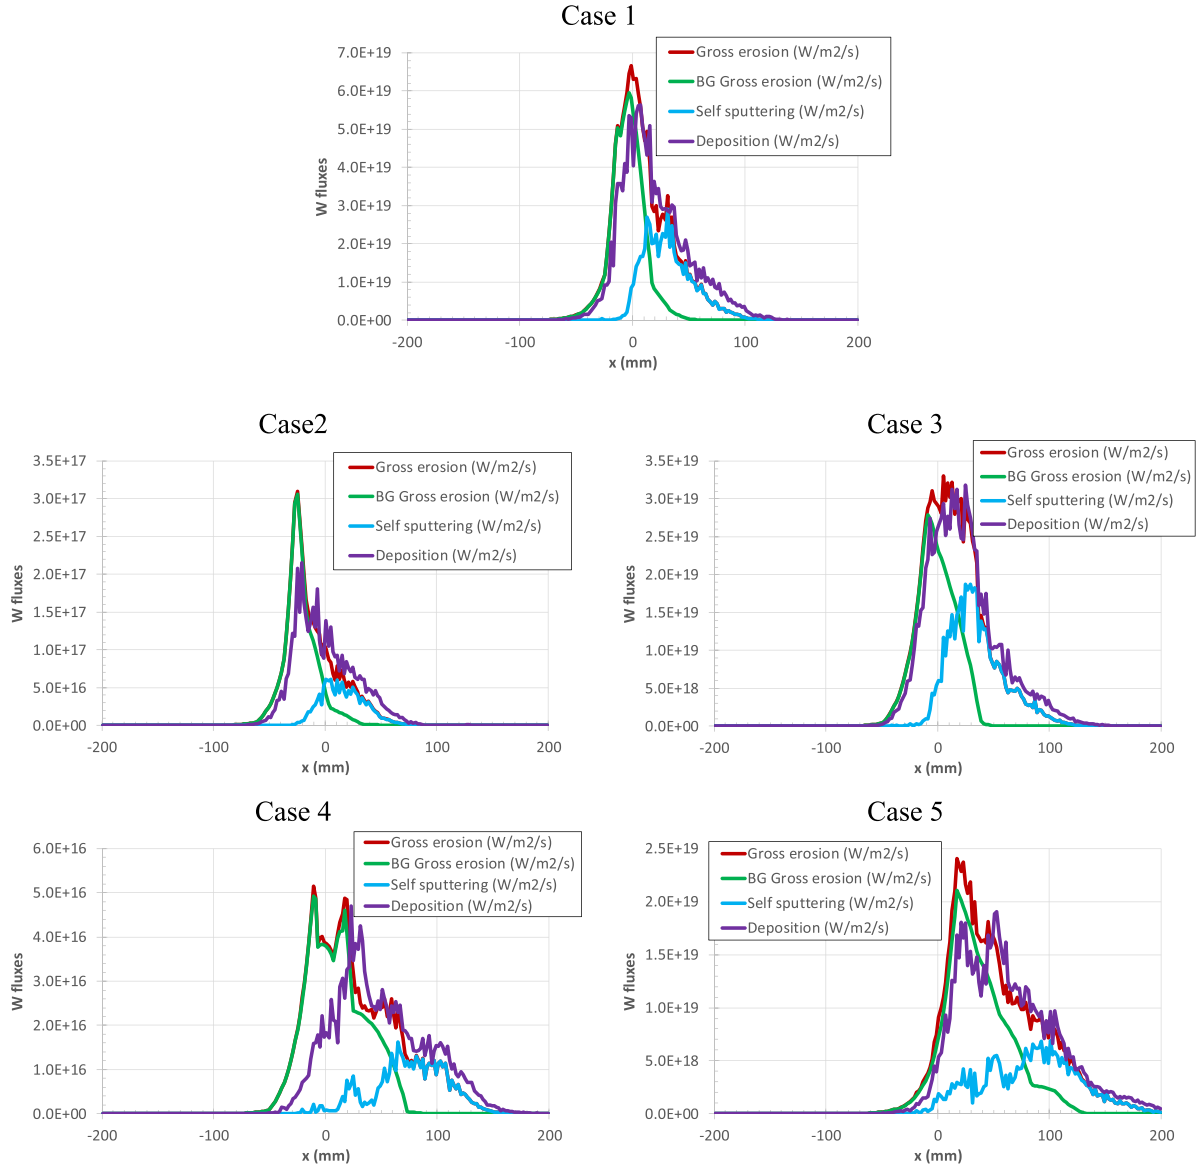 Case 1
7.0E+19
6.0E+19
5.0E+19
4.0E+19
3.0E+19
2.0E+19
1.0E+19
0.0E+00
W fluxes
-200
-100
0
100
200
x (mm)
Gross erosion (W/m2/s)
BG Gross erosion (W/m2/s)
Self sputtering (W/m2/s)
Deposition (W/m2/s)
Case2
3.5E+17
3.0E+17
2.5E+17
2.0E+17
1.5E+17
1.0E+17
5.0E+16
0.0E+00
W fluxes
-200
-100
0
100
200
x (mm)
Gross erosion (W/m2/s)
BG Gross erosion (W/m2/s)
Self sputtering (W/m2/s)
Deposition (W/m2/s)
Case 3
3.5E+19
3.0E+19
2.5E+19
2.0E+19
1.5E+19
1.0E+19
5.0E+18
0.0E+00
W fluxes
-200
-100
0
100
200
x (mm)
Gross erosion (W/m2/s)
BG Gross erosion (W/m2/s)
Self sputtering (W/m2/s)
Deposition (W/m2/s)
Case 4
6.0E+16
5.0E+16
4.0E+16
3.0E+16
2.0E+16
1.0E+16
0.0E+00
W fluxes
-200
-100
0
100
200
x (mm)
Gross erosion (W/m2/s)
BG Gross erosion (W/m2/s)
Self sputtering (W/m2/s)
Deposition (W/m2/s)
Case 5
2.5E+19
2.0E+19
1.5E+19
1.0E+19
5.0E+18
0.0E+00
W fluxes
-200
-100
0
100
200
x (mm)
Gross erosion (W/m2/s)
BG Gross erosion (W/m2/s)
Self sputtering (W/m2/s)
Deposition (W/m2/s)